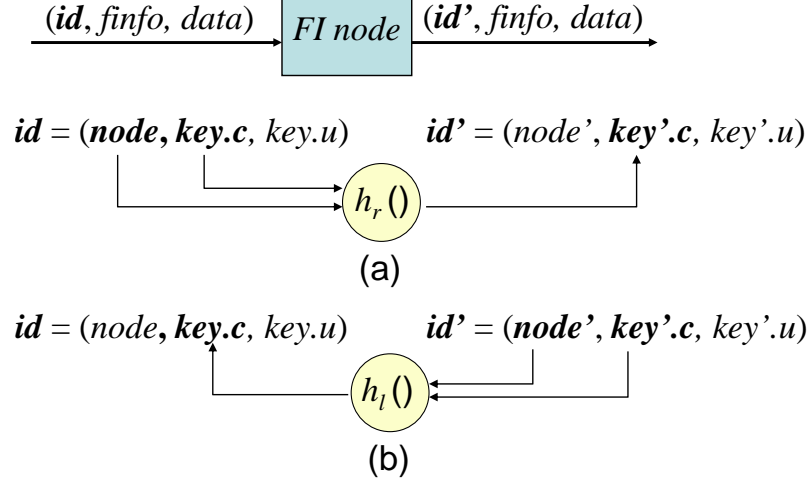 (id, finfo, data) FI node (id’, finfo, data)
id = (node, key.c, key.u) id’ = (node’, key’.c, key’.u)
h_r()
(a)
id = (node, key.c, key.u) id’ = (node’, key’.c, key’.u)
h_l()
(b)